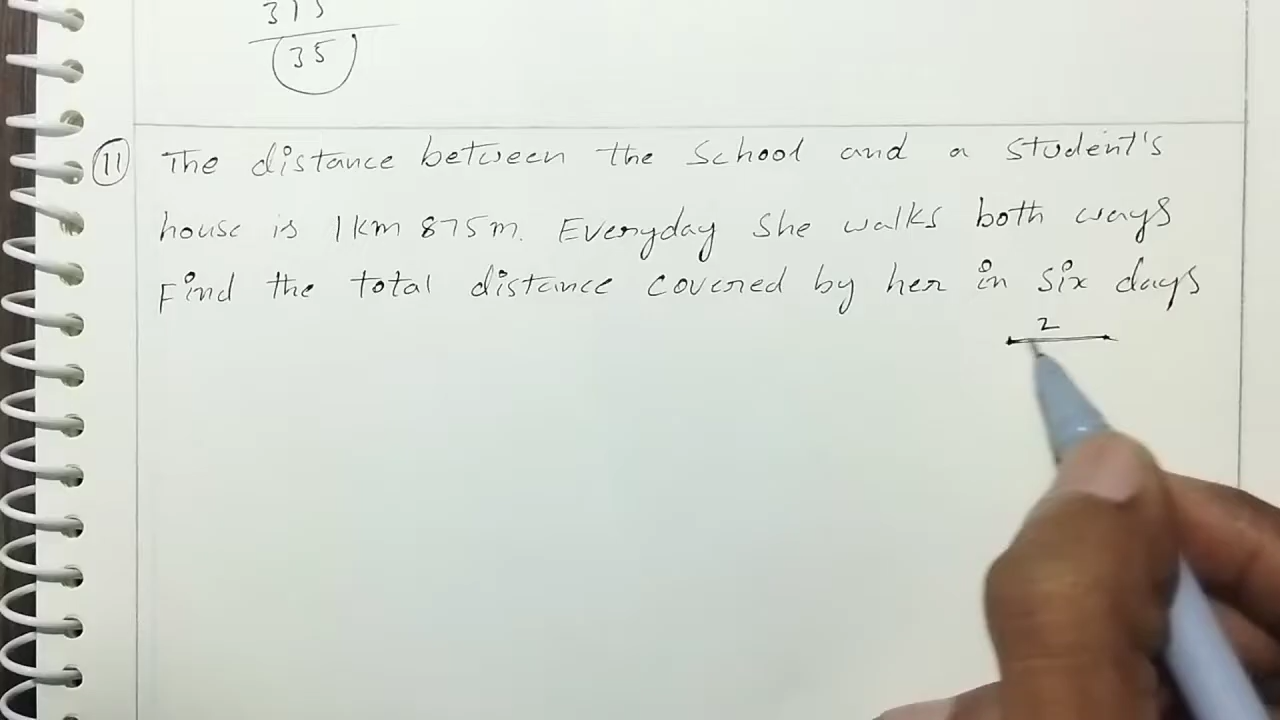 315
35
11 The distance between the school and a student's
house is 1km 875m. Everyday she walks both ways
Find the total distance covered by her in six days
2